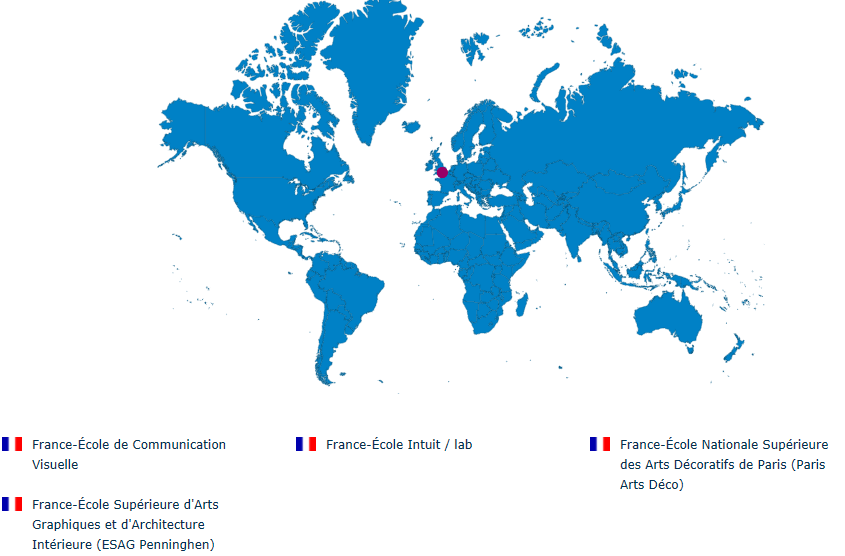 France-École de Communication
Visuelle
France-École Intuit / lab
France-École Nationale Supérieure
des Arts Décoratifs de Paris (Paris
Arts Déco)
France-École Supérieure d'Arts
Graphiques et d'Architecture
Intérieure (ESAG Penninghen)